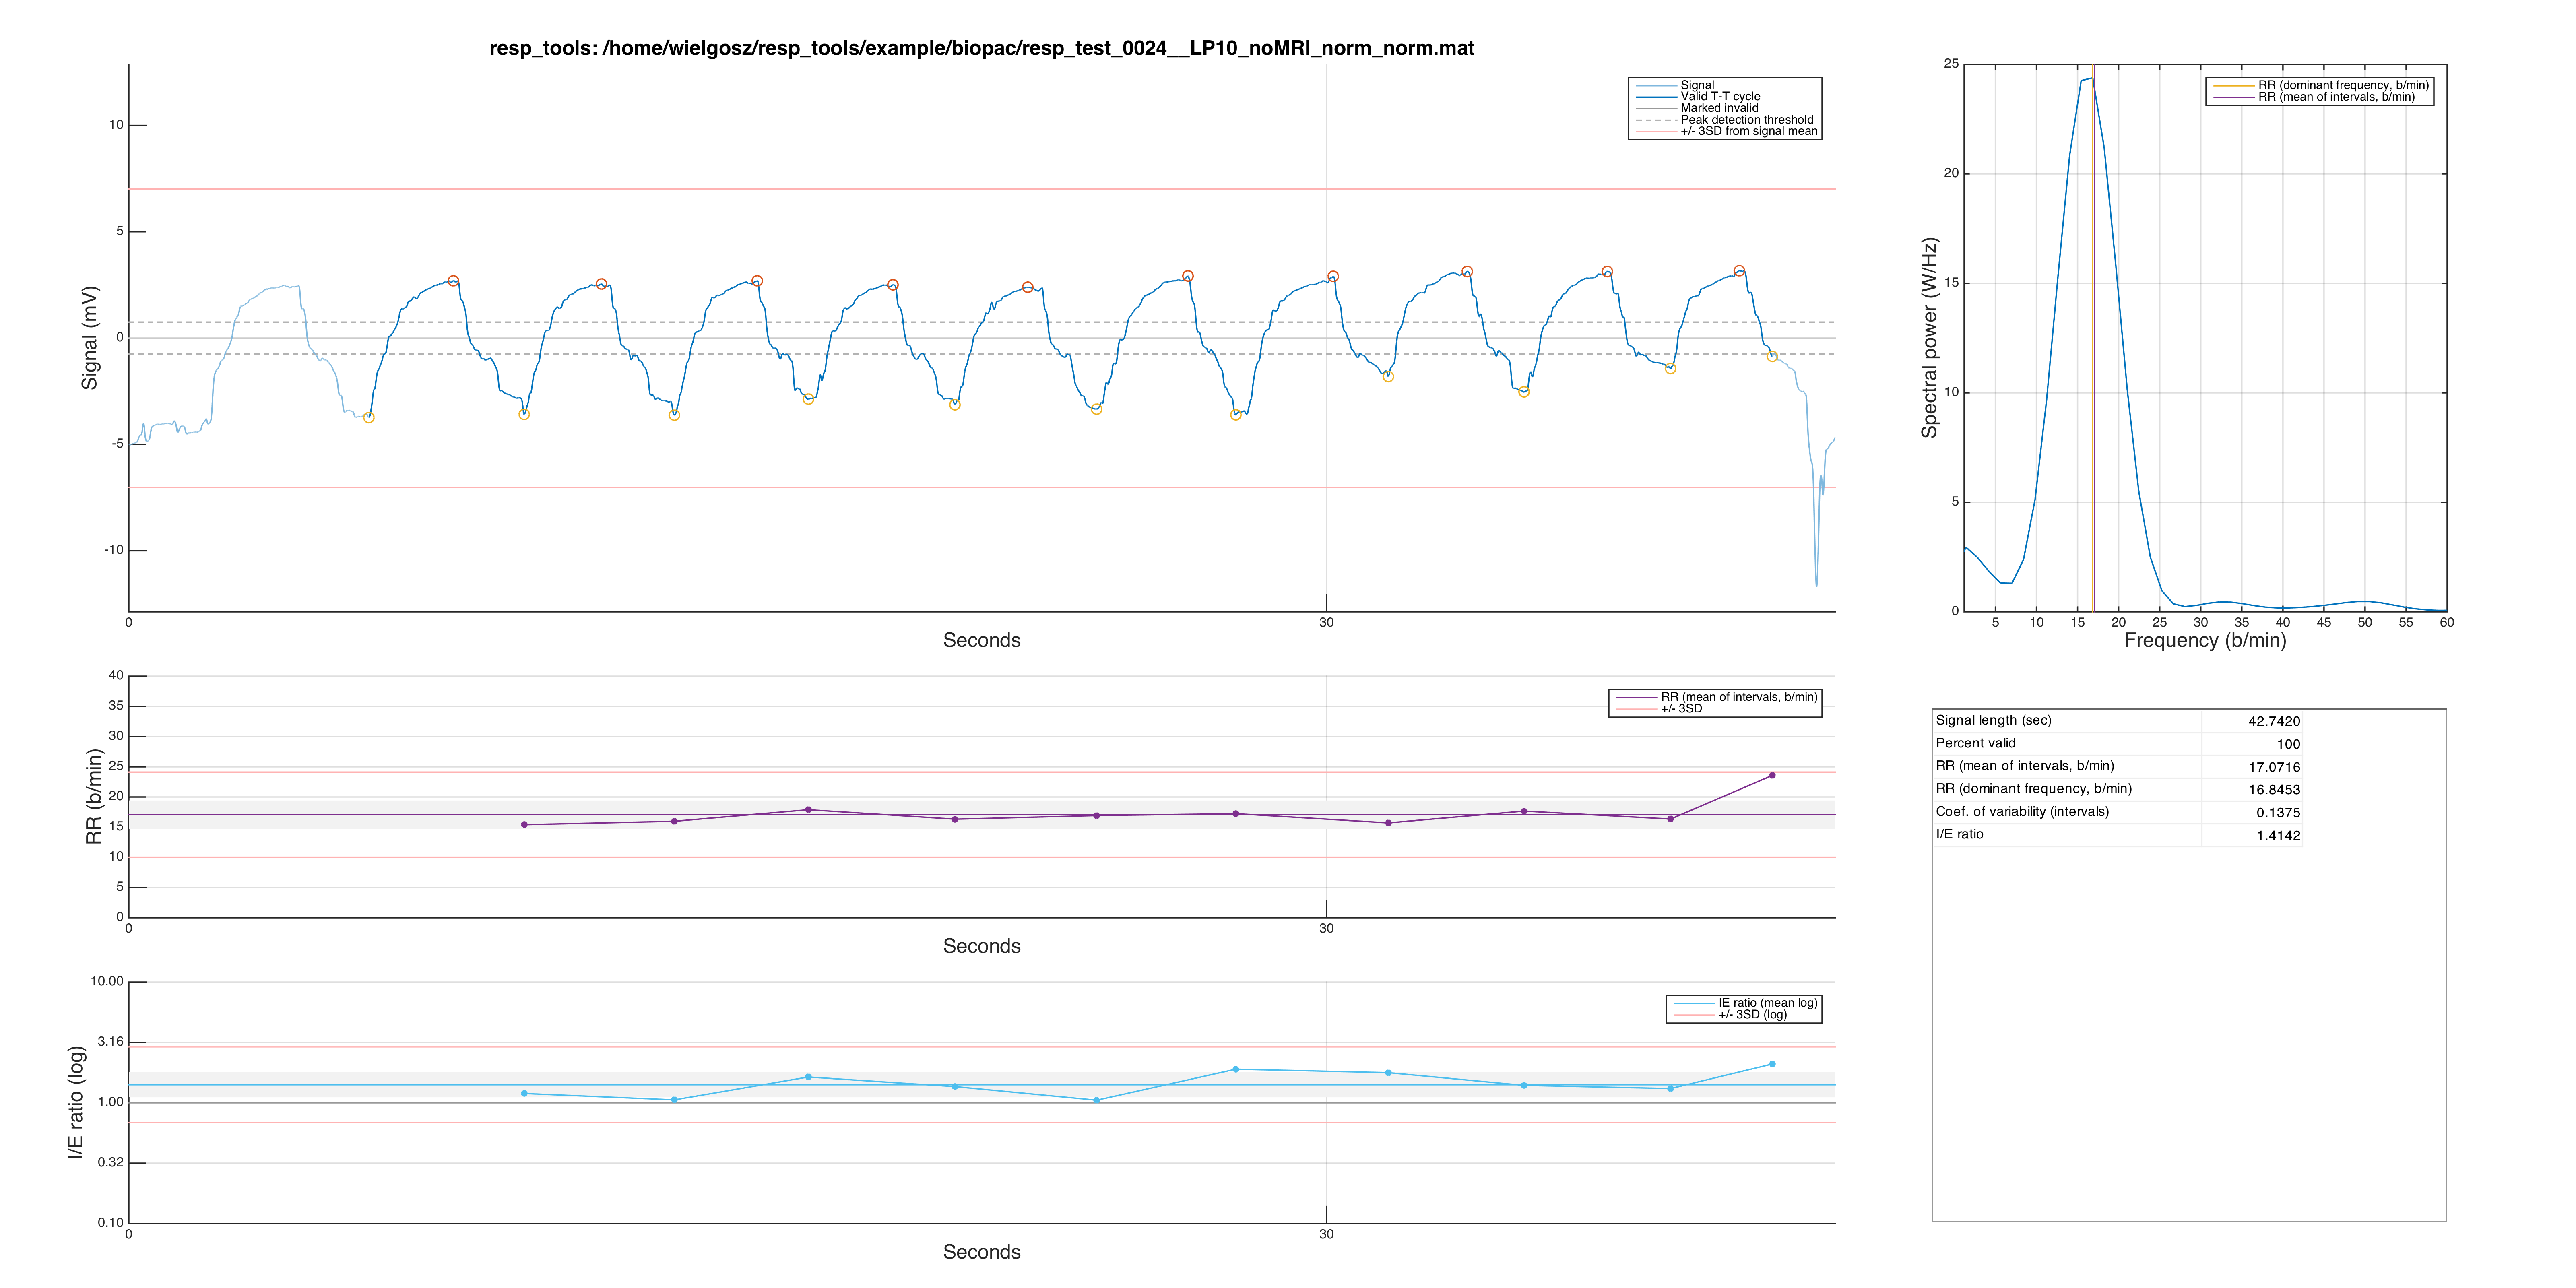 resp_tools: /home/wielgosz/resp_tools/example/biopac/resp_test_0024__LP10_noMRI_norm_norm.mat
Signal
Valid T-T cycle
Marked invalid
Peak detection threshold
+/- 3SD from signal mean
10
5
0
-5
-10
Signal (mV)
0
30
Seconds
RR (dominant frequency, b/min)
RR (mean of intervals, b/min)
25
20
15
10
5
0
Spectral power (W/Hz)
5
10
15
20
25
30
35
40
45
50
55
60
Frequency (b/min)
RR (mean of intervals, b/min)
+/- 3SD
40
35
30
25
20
15
10
5
0
RR (b/min)
0
30
Seconds
IE ratio (mean log)
+/- 3SD (log)
10.00
3.16
1.00
0.32
0.10
I/E ratio (log)
0
30
Seconds
Signal length (sec) 42.7420
Percent valid 100
RR (mean of intervals, b/min) 17.0716
RR (dominant frequency, b/min) 16.8453
Coef. of variability (intervals) 0.1375
I/E ratio 1.4142